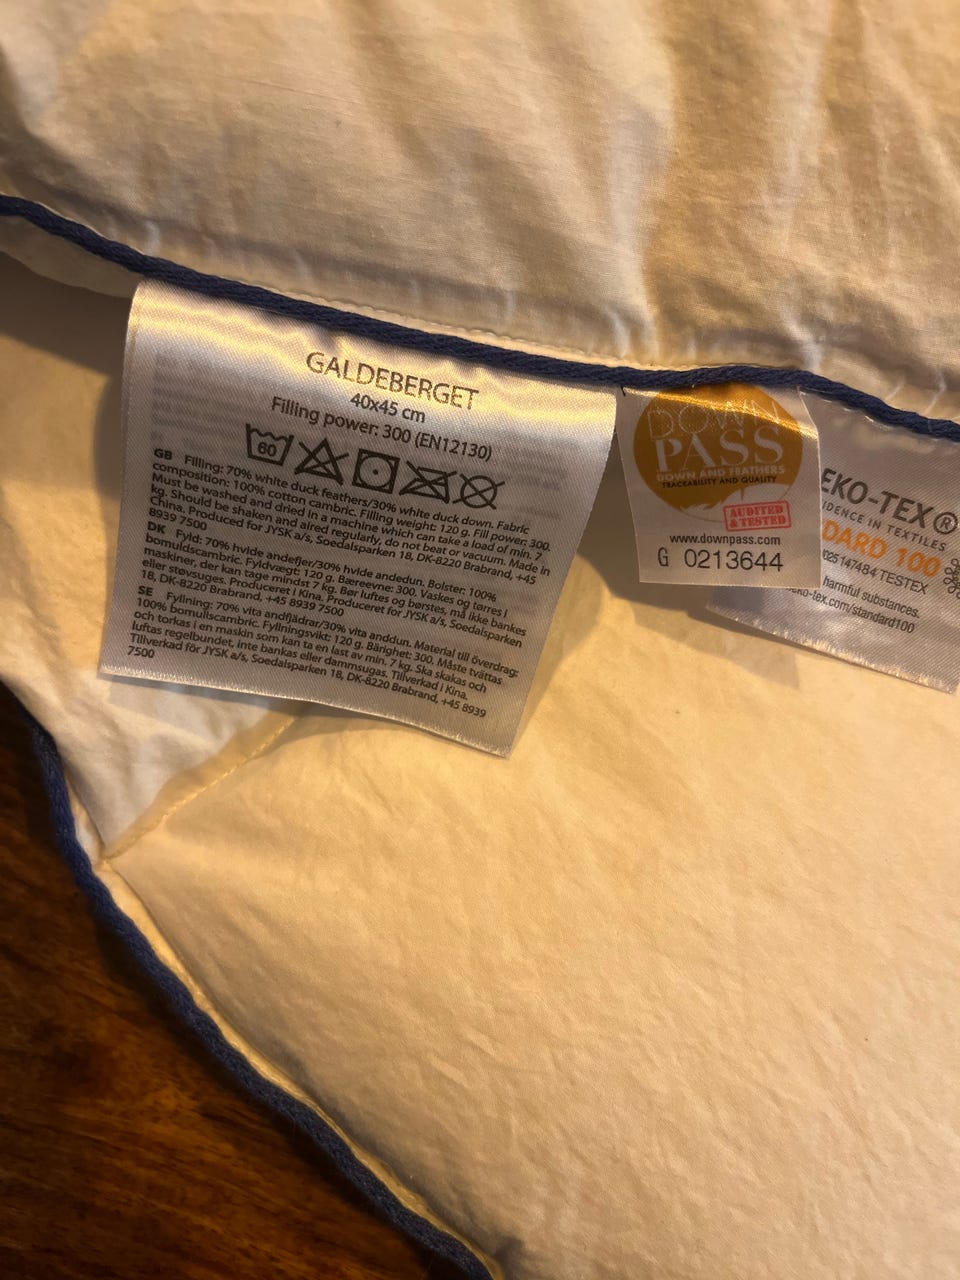 GALDEBERGET
40x45 cm
Filling power: 300 (EN12130)
60
GB Filling: 70% white duck feathers/30% white duck down. Fabric
composition: 100% cotton cambric. Filling weight: 120 g. Fill power: 300.
Must be washed and dried in a machine which can take a load of min. 7
kg. Should be shaken and aired regularly, do not beat or vacuum. Made in
China, Produced for JYSK a/s, Soedalsparken 18, DK-8220 Brabrand, +45
8939 7500
DK Fyld: 70% hvide andefjer/30% hvide andedun. Bolster: 100%
bomuldscambric. Fyldvægt: 120 g. Bæreevne: 300. Vaskes og tørres i
maskiner, der kan tage mindst 7 kg. Bør luftes og børstes, må ikke bankes
eller støvsuges. Produceret i Kina. Produceret for JYSK a/s, Soedalsparken
18, DK-8220 Brabrand, +45 8939 7500
SE Fyllning: 70% vita andfjädrar/30% vita anddun. Material till överdrag:
100% bomullscambric. Fyllningsvikt: 120 g. Bärighet: 300. Måste tvättas
och torkas i en maskin som kan ta en last av min. 7 kg. Ska skakas och
luftas regelbundet, inte bankas eller dammsugas. Tillverkad i Kina.
Tillverkad för JYSK a/s, Soedalsparken 18, DK-8220 Brabrand, +45 8939
7500
DOWN
PASS
DOWN AND FEATHERS
TRACEABILITY AND QUALITY
AUDITED
& TESTED
www.downpass.com
G 0213644
EKO-TEX®
IDENCE IN TEXTILES
DARD 100
025147484 TESTEX
harmful substances.
eko-tex.com/standard100